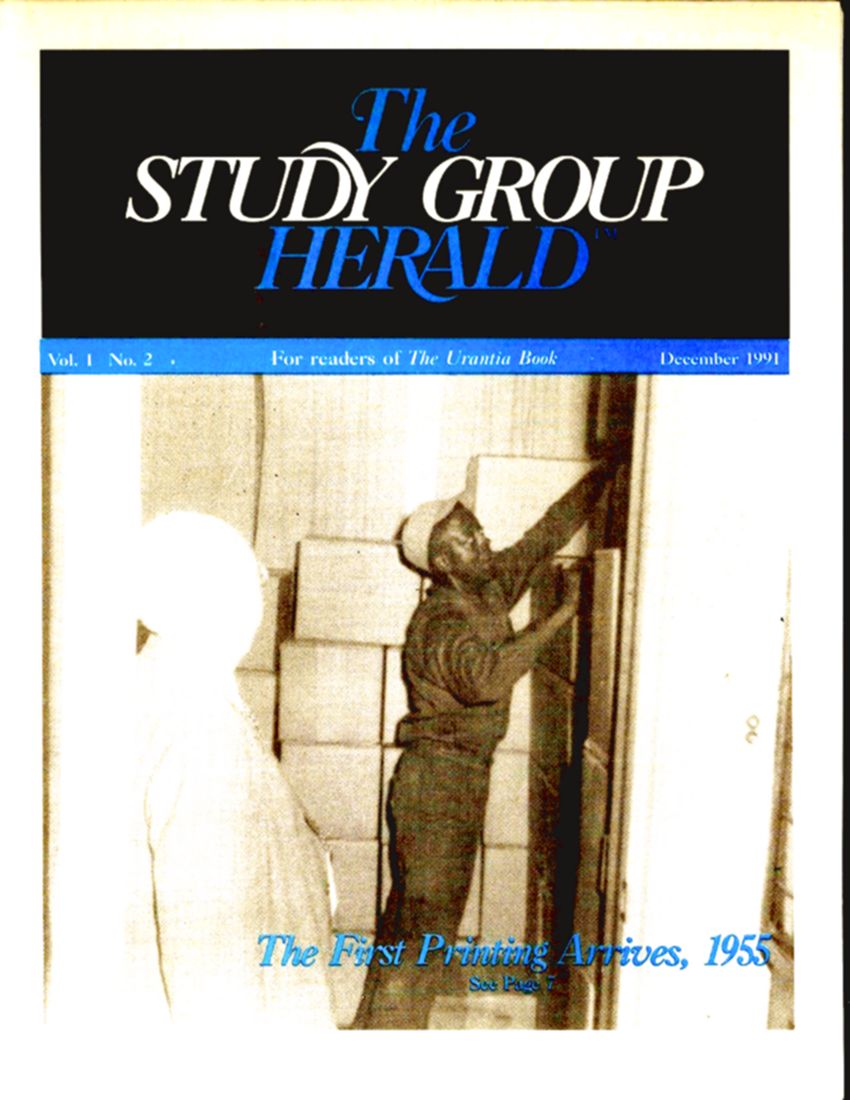 The
STUDY GROUP
HERALD™
Vol. 1 No. 2 For readers of The Urantia Book December 1991
The First Printing Arrives, 1955
See Page 7